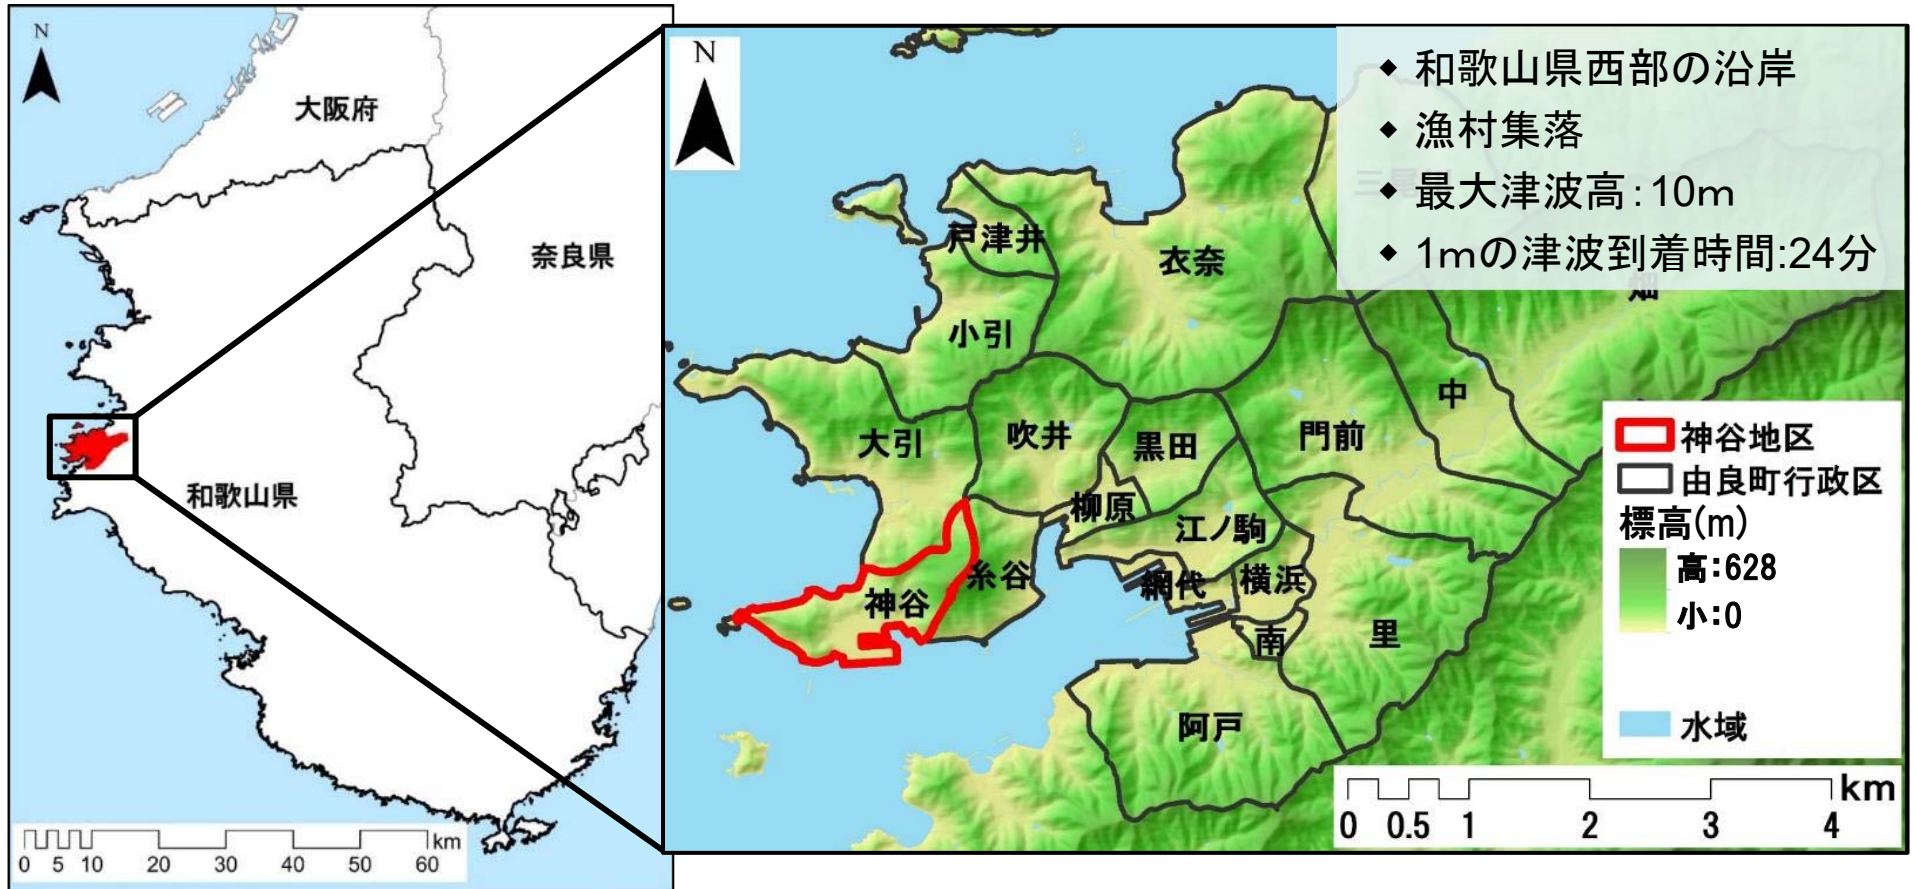 N
大阪府
奈良県
和歌山県
km
0 5 10 20 30 40 50 60
N
◆ 和歌山県西部の沿岸
◆ 漁村集落
◆ 最大津波高:10m
◆ 1mの津波到着時間:24分
戸津井
衣奈
畑
小引
中
大引
吹井
黒田
門前
柳原
江ノ駒
糸谷
網代
横浜
神谷
南
里
阿戸
神谷地区
由良町行政区
標高(m)
高:628
小:0
水域
km
0 0.5 1 2 3 4